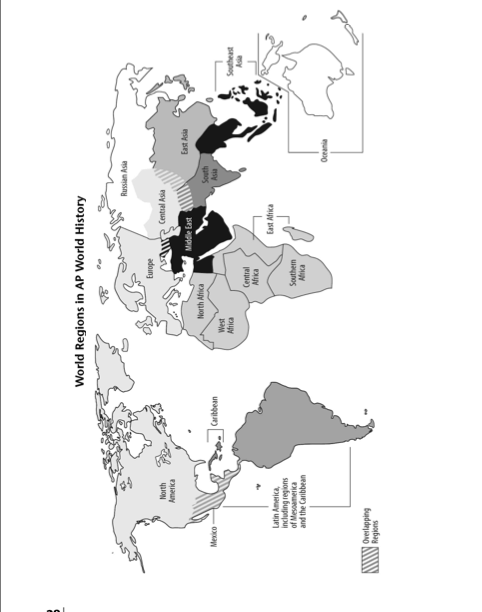 World Regions in AP World History
North
America
Mexico
Caribbean
Latin America,
including regions
of Mesoamerica
and the Caribbean
Overlapping
Regions
Europe
Russian Asia
Central Asia
East Asia
South
Asia
Southeast
Asia
Middle East
North Africa
West
Africa
Central
Africa
East Africa
Southern
Africa
Oceania